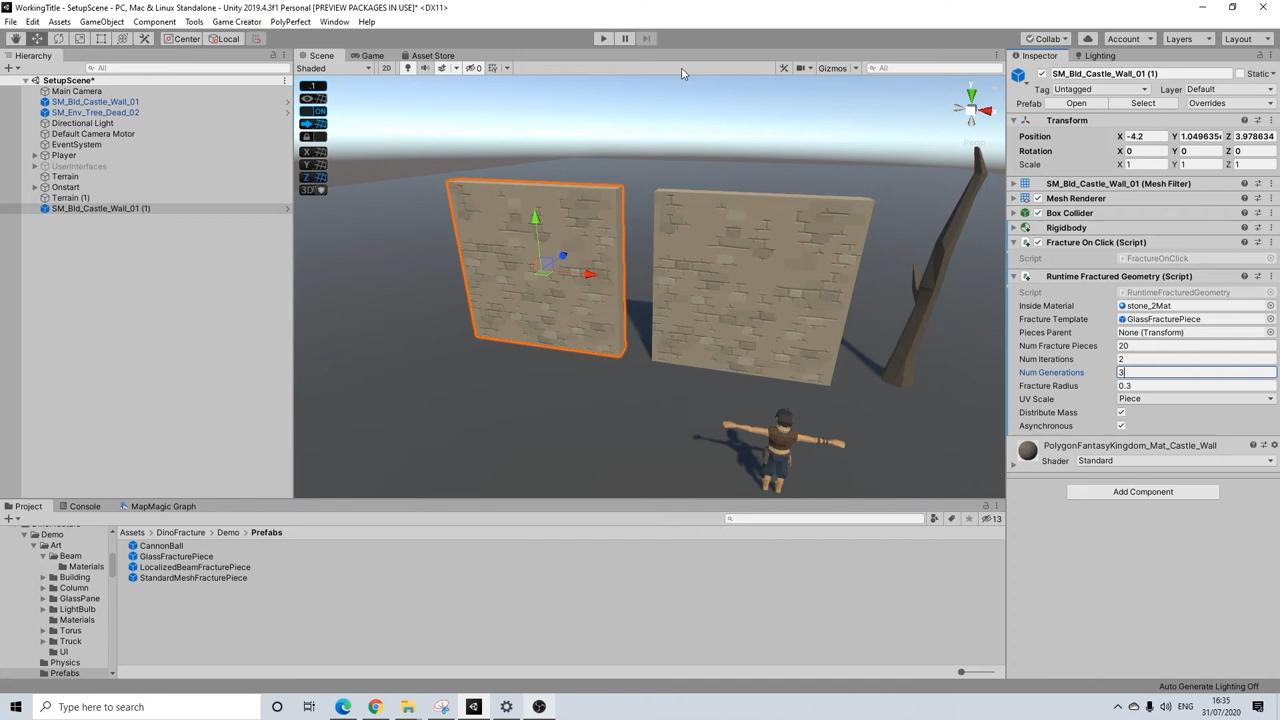 WorkingTitle - SetupScene - PC, Mac & Linux Standalone - Unity 2019.4.3f1 Personal [PREVIEW PACKAGES IN USE]* <DX11>
File Edit Assets GameObject Component Tools Game Creator PolyPerfect Window Help
Center Local Collab Account Layers Layout
Hierarchy
All
SetupScene*
Main Camera
SM_Bld_Castle_Wall_01
SM_Env_Tree_Dead_02
Directional Light
Default Camera Motor
EventSystem
Player
UserInterfaces
Terrain
Onstart
Terrain (1)
SM_Bld_Castle_Wall_01 (1)
Scene Game Asset Store
Shaded 2D 0 Gizmos All
.1
ON
X
Y
Z
3D
y
x
Persp
Inspector Lighting
SM_Bld_Castle_Wall_01 (1) Static
Tag Untagged Layer Default
Prefab Open Select Overrides
Transform
Position X -4.2 Y 1.049635 Z 3.978634
Rotation X 0 Y 0 Z 0
Scale X 1 Y 1 Z 1
SM_Bld_Castle_Wall_01 (Mesh Filter)
Mesh Renderer
Box Collider
Rigidbody
Fracture On Click (Script)
Script FractureOnClick
Runtime Fractured Geometry (Script)
Script RuntimeFracturedGeometry
Inside Material stone_2Mat
Fracture Template GlassFracturePiece
Pieces Parent None (Transform)
Num Fracture Pieces 20
Num Iterations 2
Num Generations 3
Fracture Radius 0.3
UV Scale Piece
Distribute Mass
Asynchronous
PolygonFantasyKingdom_Mat_Castle_Wall
Shader Standard
Add Component
Project Console MapMagic Graph
13
Demo
Art
Beam
Materials
Building
Column
GlassPane
LightBulb
Materials
Torus
Truck
UI
Physics
Prefabs
Assets DinoFracture Demo Prefabs
CannonBall
GlassFracturePiece
LocalizedBeamFracturePiece
StandardMeshFracturePiece
Auto Generate Lighting Off
Type here to search
ENG
16:35
31/07/2020